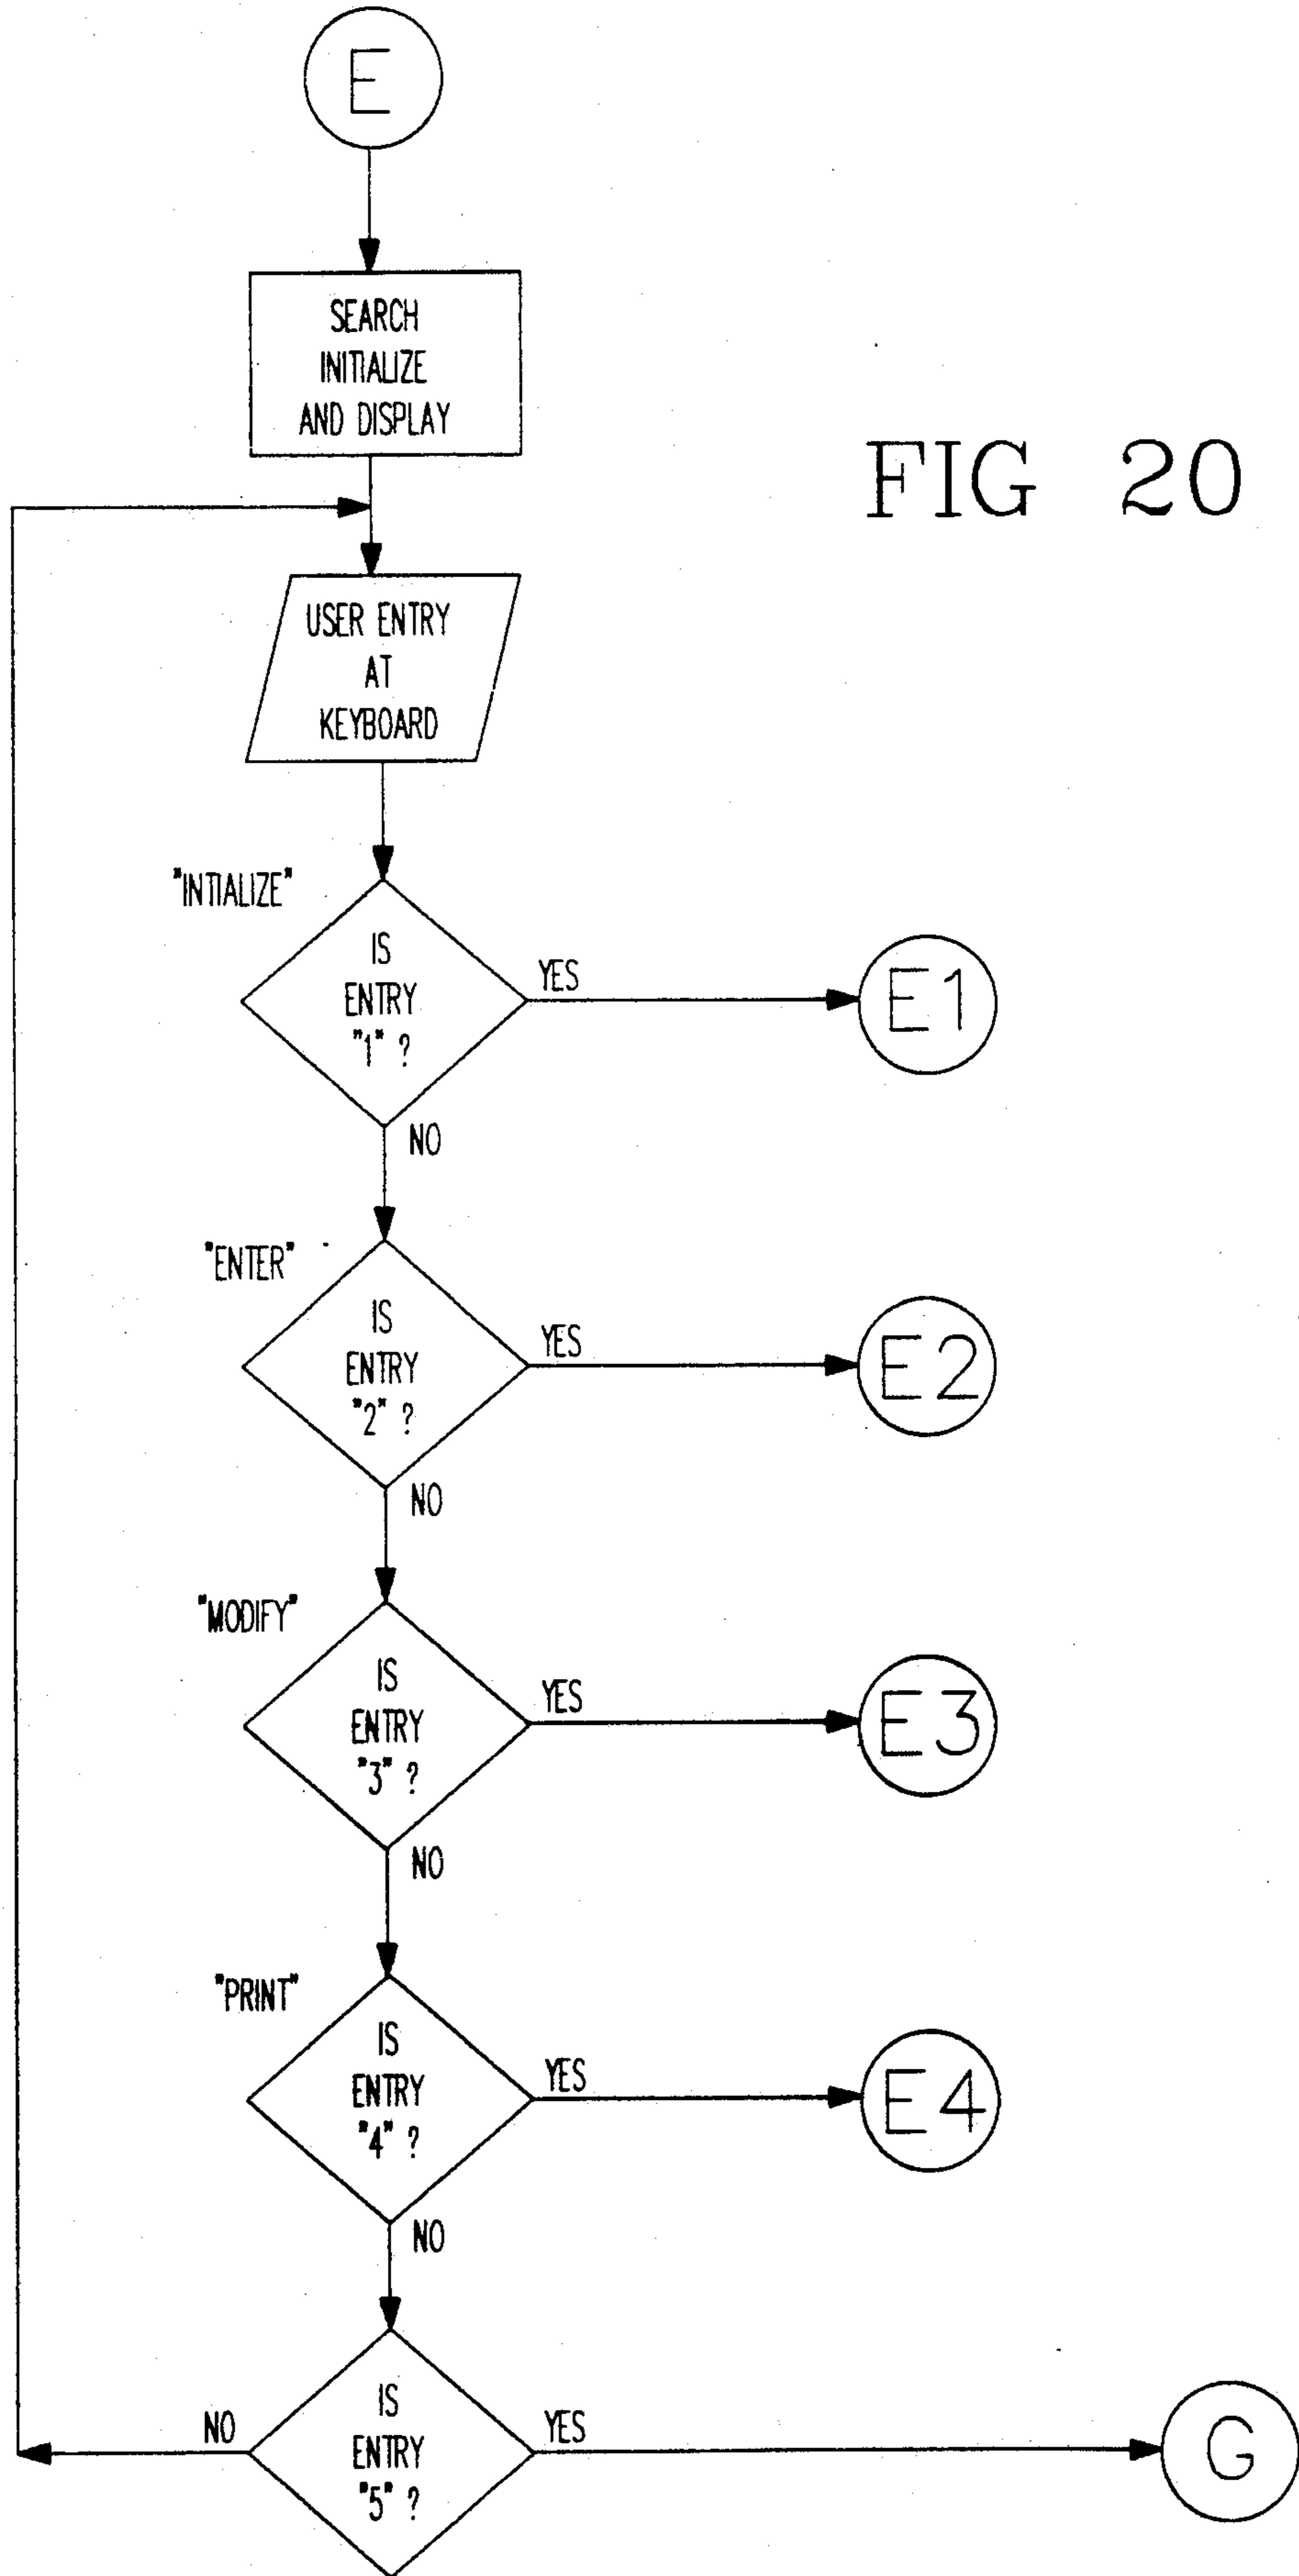 E
SEARCH
INITIALIZE
AND DISPLAY
FIG 20
USER ENTRY
AT
KEYBOARD
"INTIALIZE"
IS
ENTRY
"1" ?
YES
E1
NO
"ENTER"
IS
ENTRY
"2" ?
YES
E2
NO
"MODIFY"
IS
ENTRY
"3" ?
YES
E3
NO
"PRINT"
IS
ENTRY
"4" ?
YES
E4
NO
NO
IS
ENTRY
"5" ?
YES
G